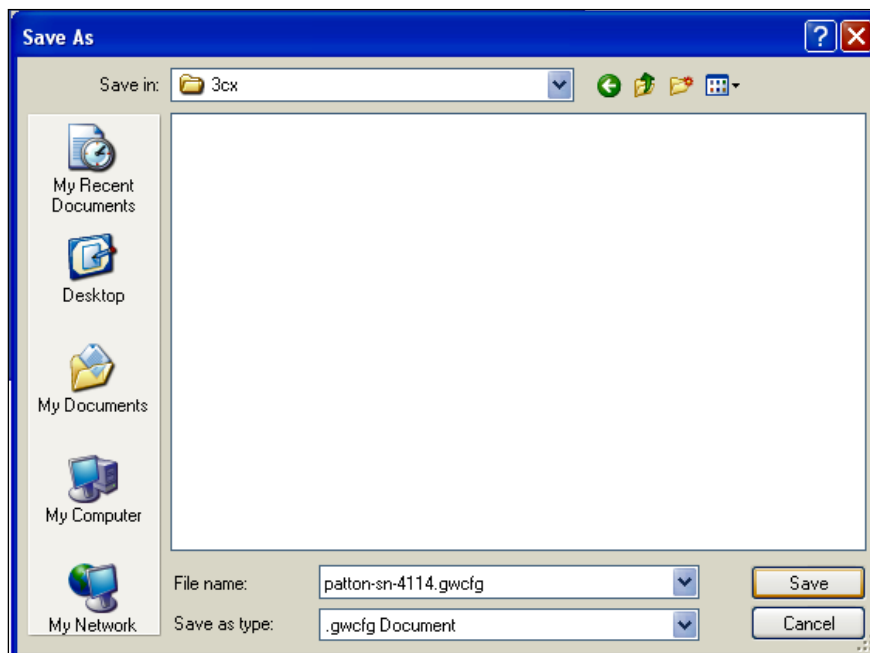 Save As
Save in:
3cx
My Recent
Documents
Desktop
My Documents
My Computer
My Network
File name:
patton-sn-4114.gwcfg
Save
Save as type:
.gwcfg Document
Cancel